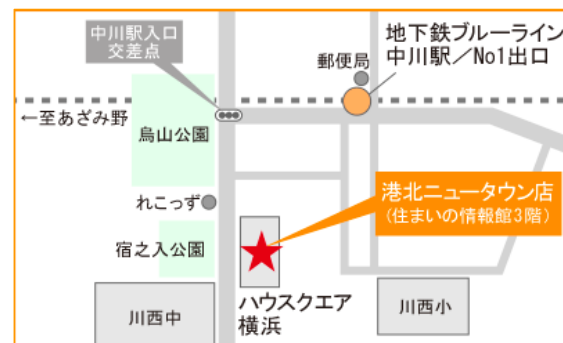 中川駅入口
交差点
地下鉄ブルーライン
中川駅／No1出口
郵便局
←至あざみ野
烏山公園
れこっず
港北ニュータウン店
（住まいの情報館3階）
宿之入公園
ハウスクエア
横浜
川西中
川西小